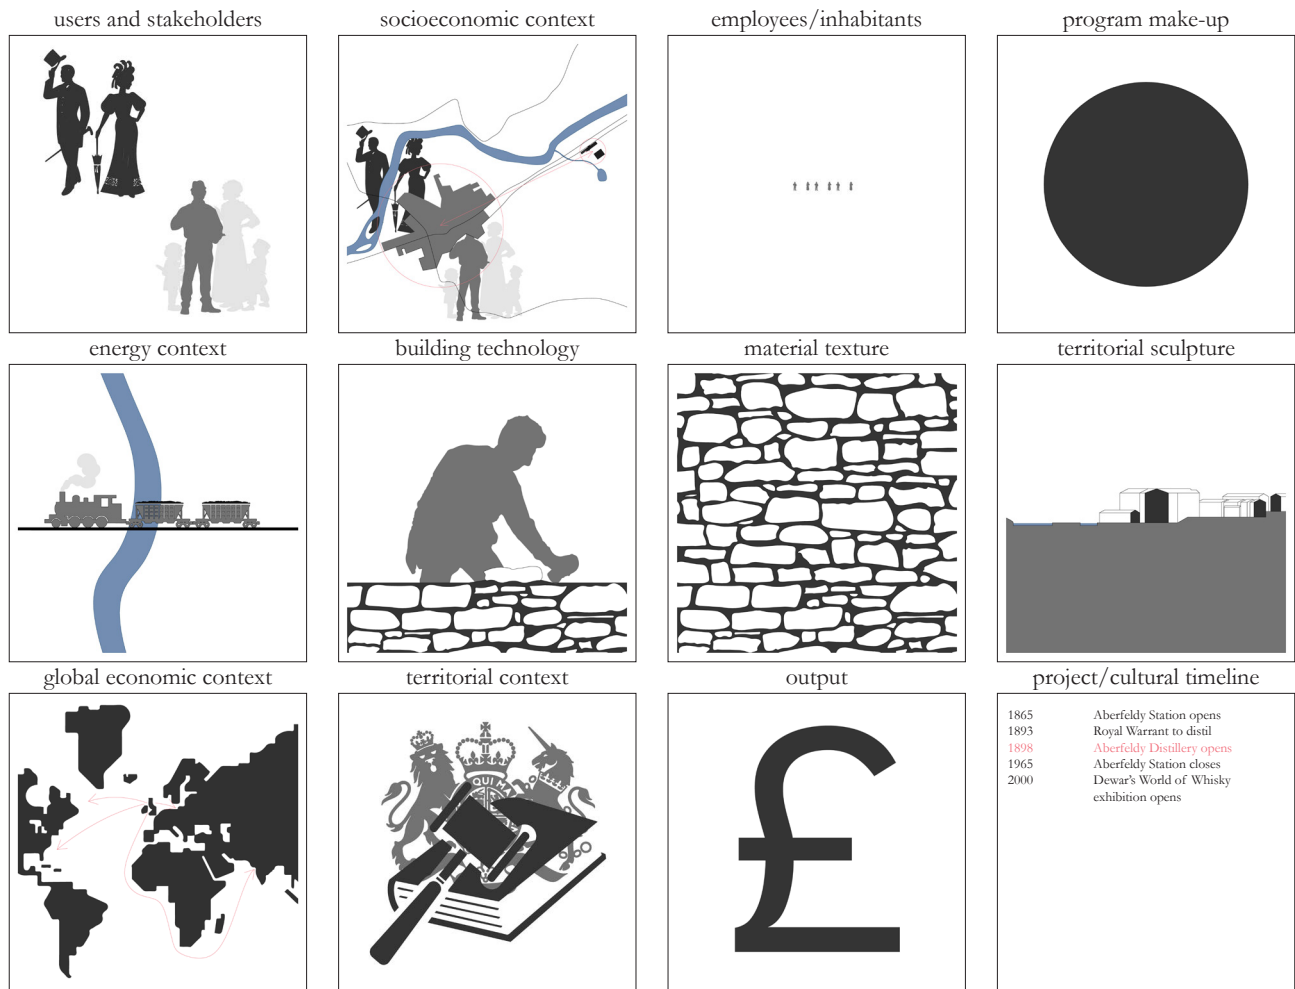 users and stakeholders
socioeconomic context
employees/inhabitants
program make-up
energy context
building technology
material texture
territorial sculpture
global economic context
territorial context
QUI MA
output
£
project/cultural timeline
1865 Aberfeldy Station opens
1893 Royal Warrant to distil
1898 Aberfeldy Distillery opens
1965 Aberfeldy Station closes
2000 Dewar's World of Whisky
exhibition opens